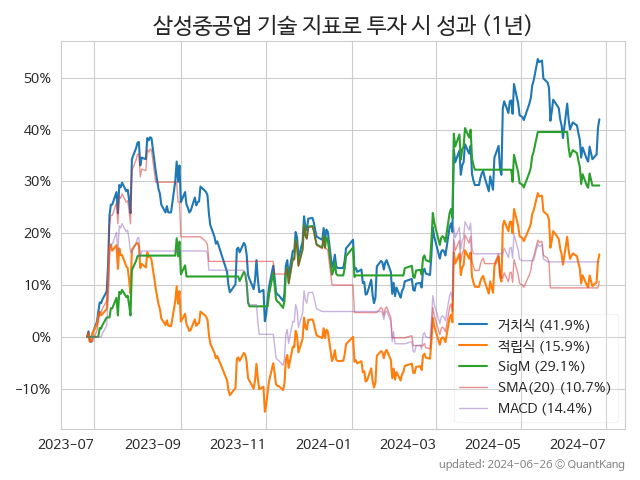 삼성중공업 기술 지표로 투자 시 성과 (1년)
50%
40%
30%
20%
10%
0%
−10%
거치식 (41.9%)
적립식 (15.9%)
SigM (29.1%)
SMA(20) (10.7%)
MACD (14.4%)
2023-07 2023-09 2023-11 2024-01 2024-03 2024-05 2024-07
updated: 2024-06-26 ⓒ QuantKang